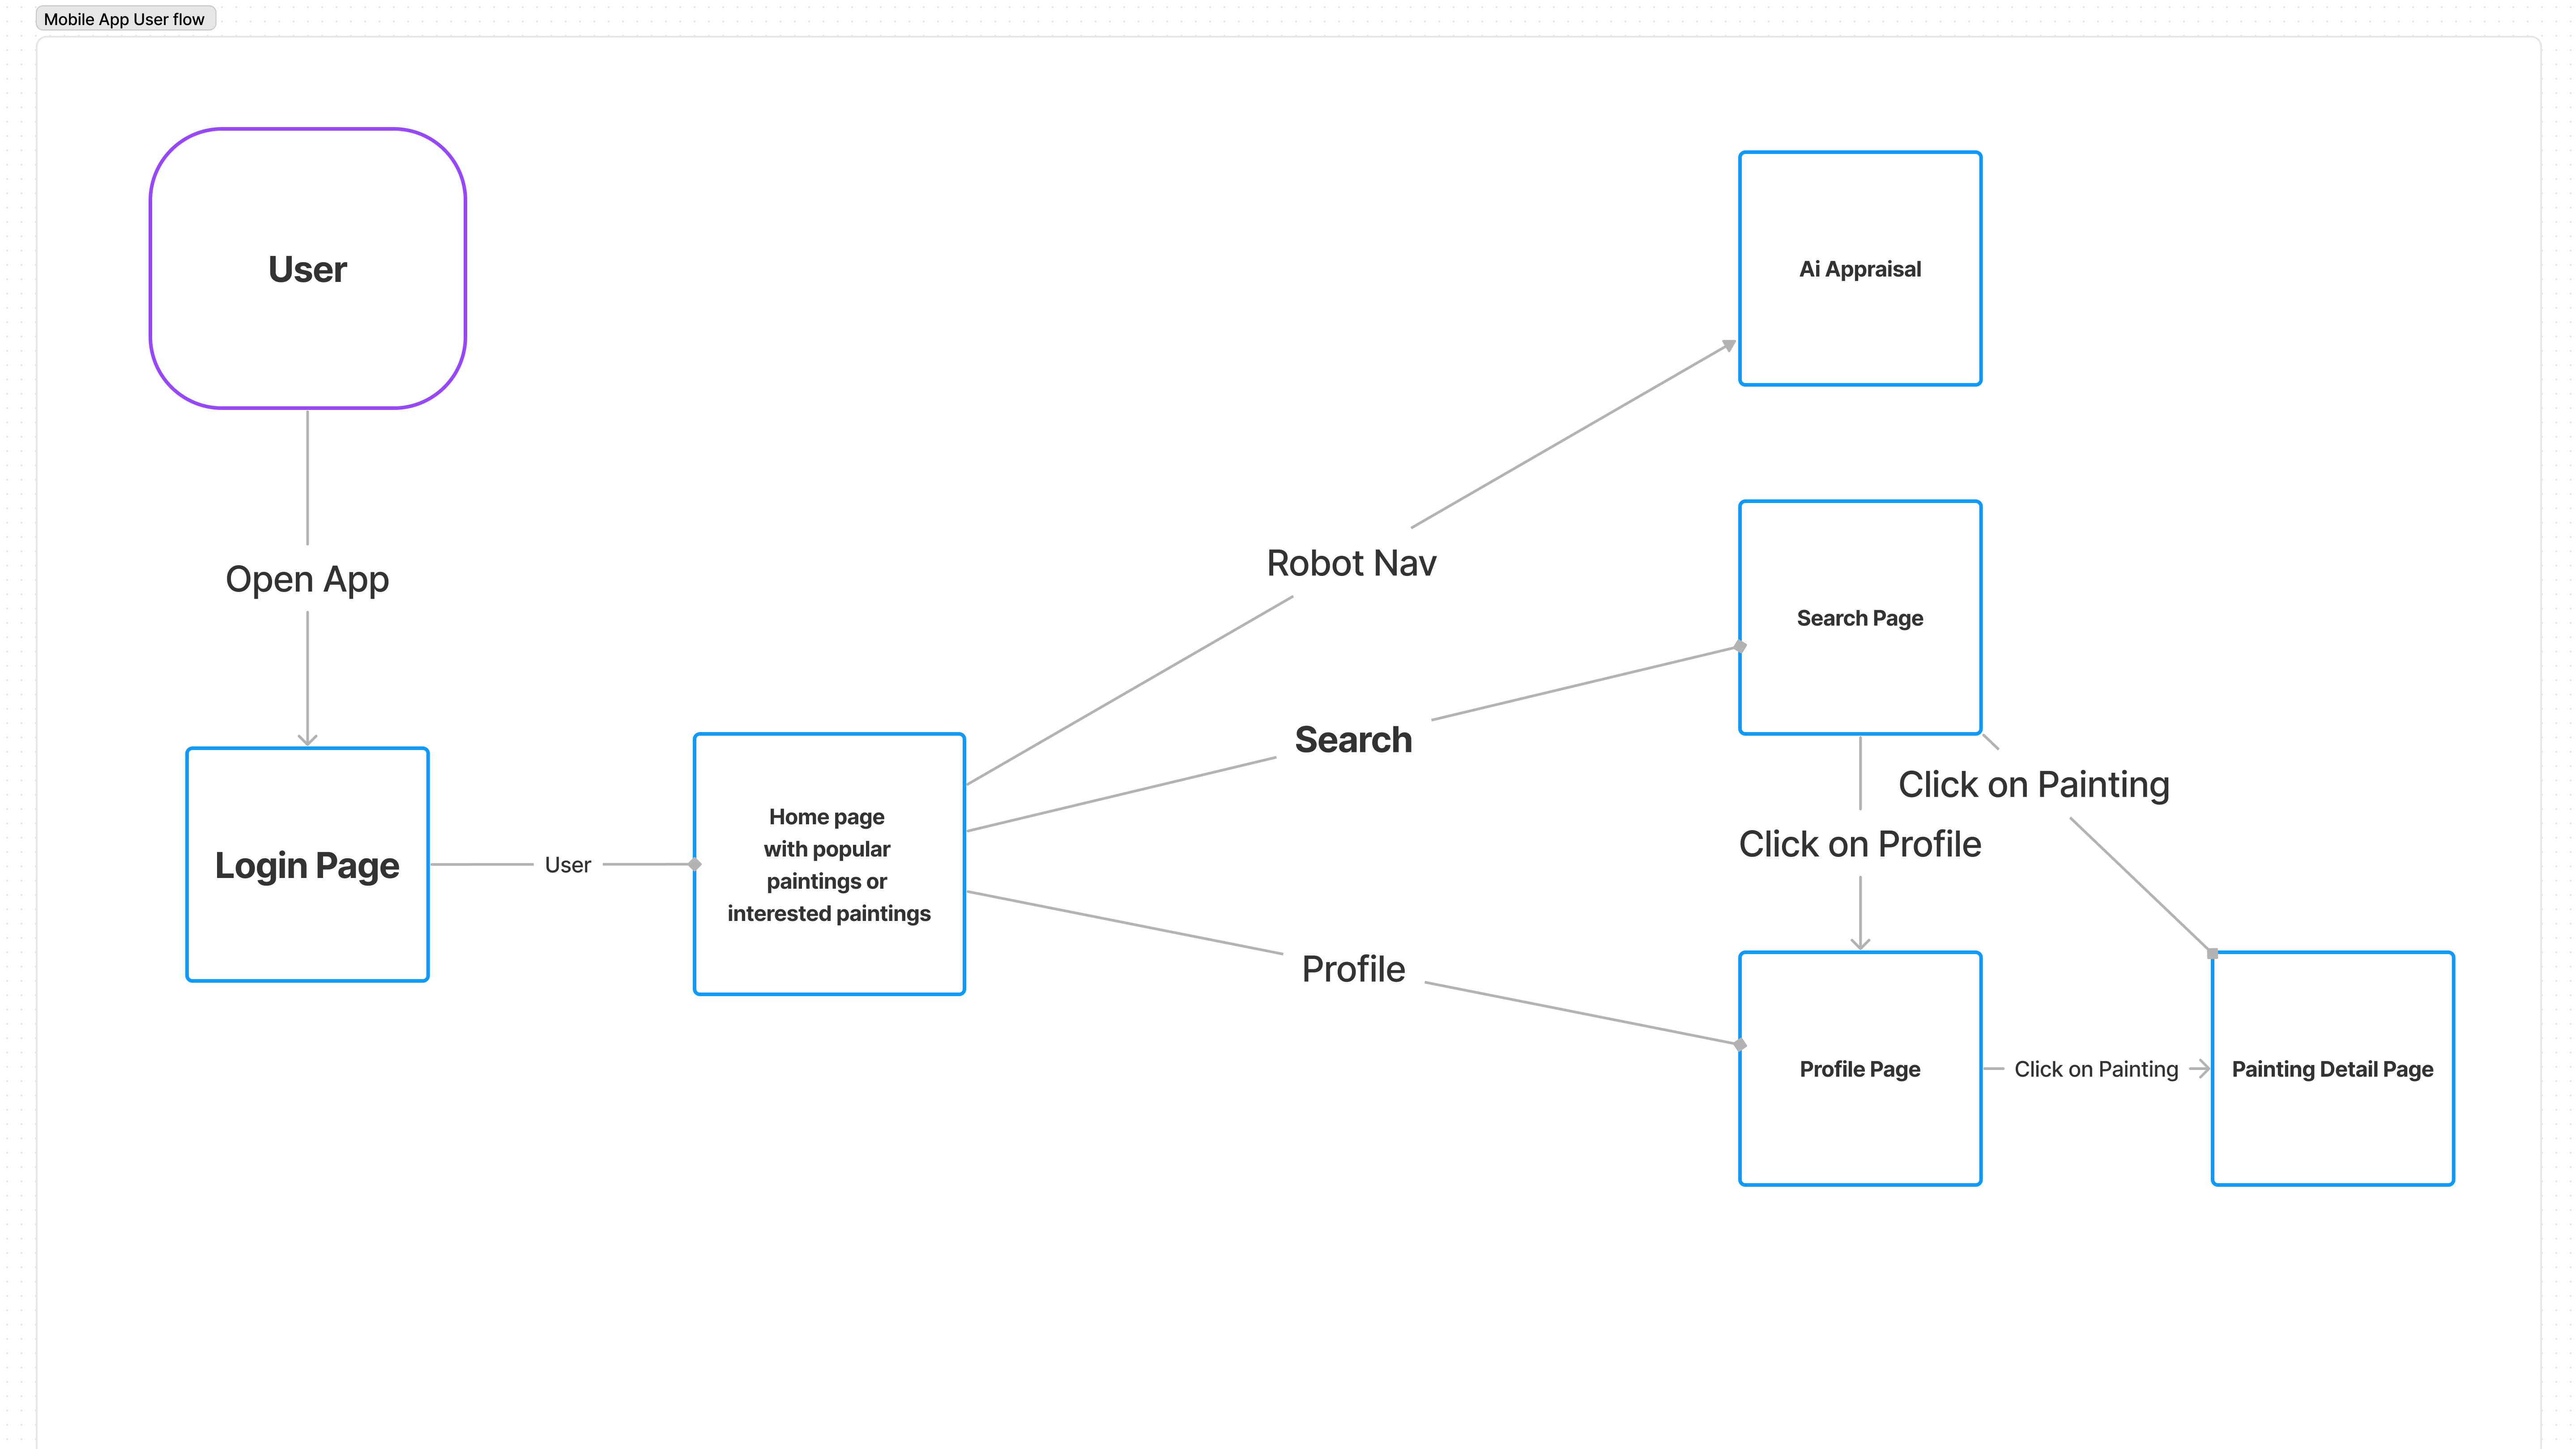 Mobile App User flow
User
Open App
Login Page
User
Home page
with popular
paintings or
interested paintings
Robot Nav
Search
Profile
Ai Appraisal
Search Page
Click on Painting
Click on Profile
Profile Page
Click on Painting
Painting Detail Page